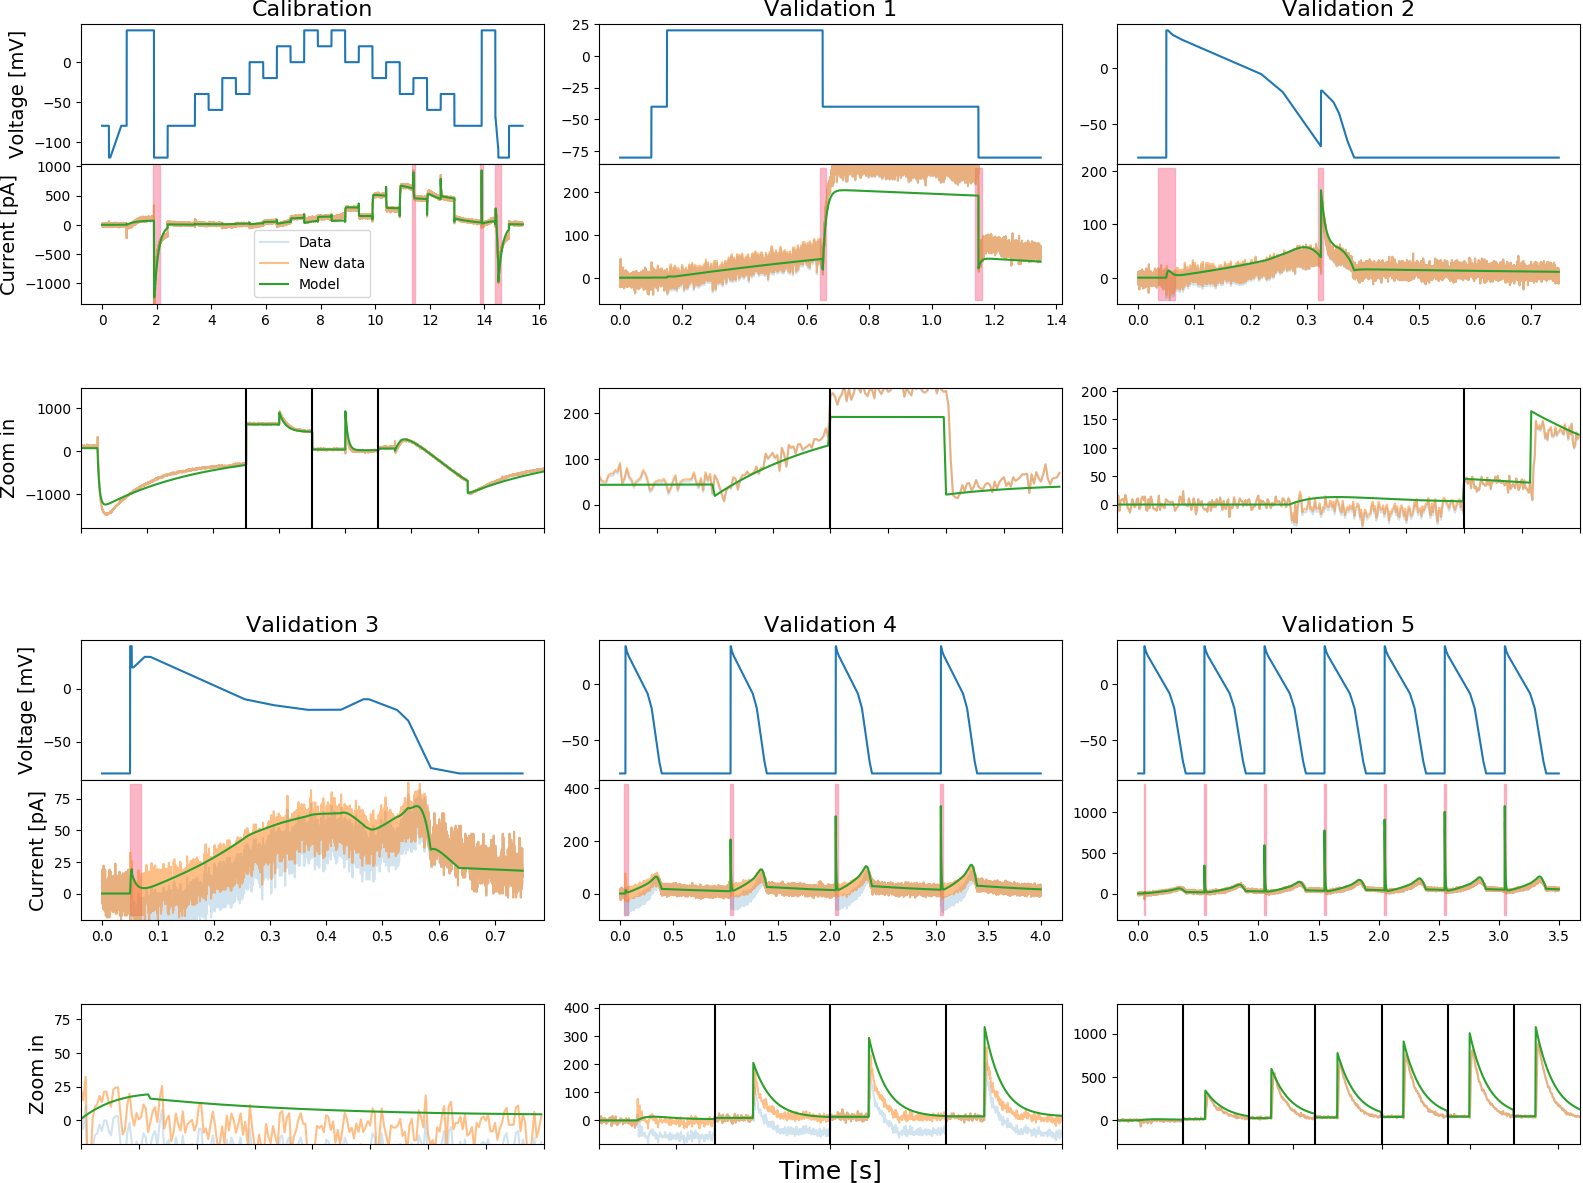 Calibration
Validation 1
Validation 2
Voltage [mV]
0
−50
−100
25
0
−25
−50
−75
0
−50
Current [pA]
1000
500
0
−500
−1000
Data
New data
Model
200
100
0
200
100
0
0 2 4 6 8 10 12 14 16
0.0 0.2 0.4 0.6 0.8 1.0 1.2 1.4
0.0 0.1 0.2 0.3 0.4 0.5 0.6 0.7
Zoom in
1000
0
−1000
200
100
0
200
150
100
50
0
Validation 3
Validation 4
Validation 5
Voltage [mV]
0
−50
0
−50
0
−50
Current [pA]
75
50
25
0
400
200
0
1000
500
0
0.0 0.1 0.2 0.3 0.4 0.5 0.6 0.7
0.0 0.5 1.0 1.5 2.0 2.5 3.0 3.5 4.0
0.0 0.5 1.0 1.5 2.0 2.5 3.0 3.5
Zoom in
75
50
25
0
400
300
200
100
0
1000
500
0
Time [s]